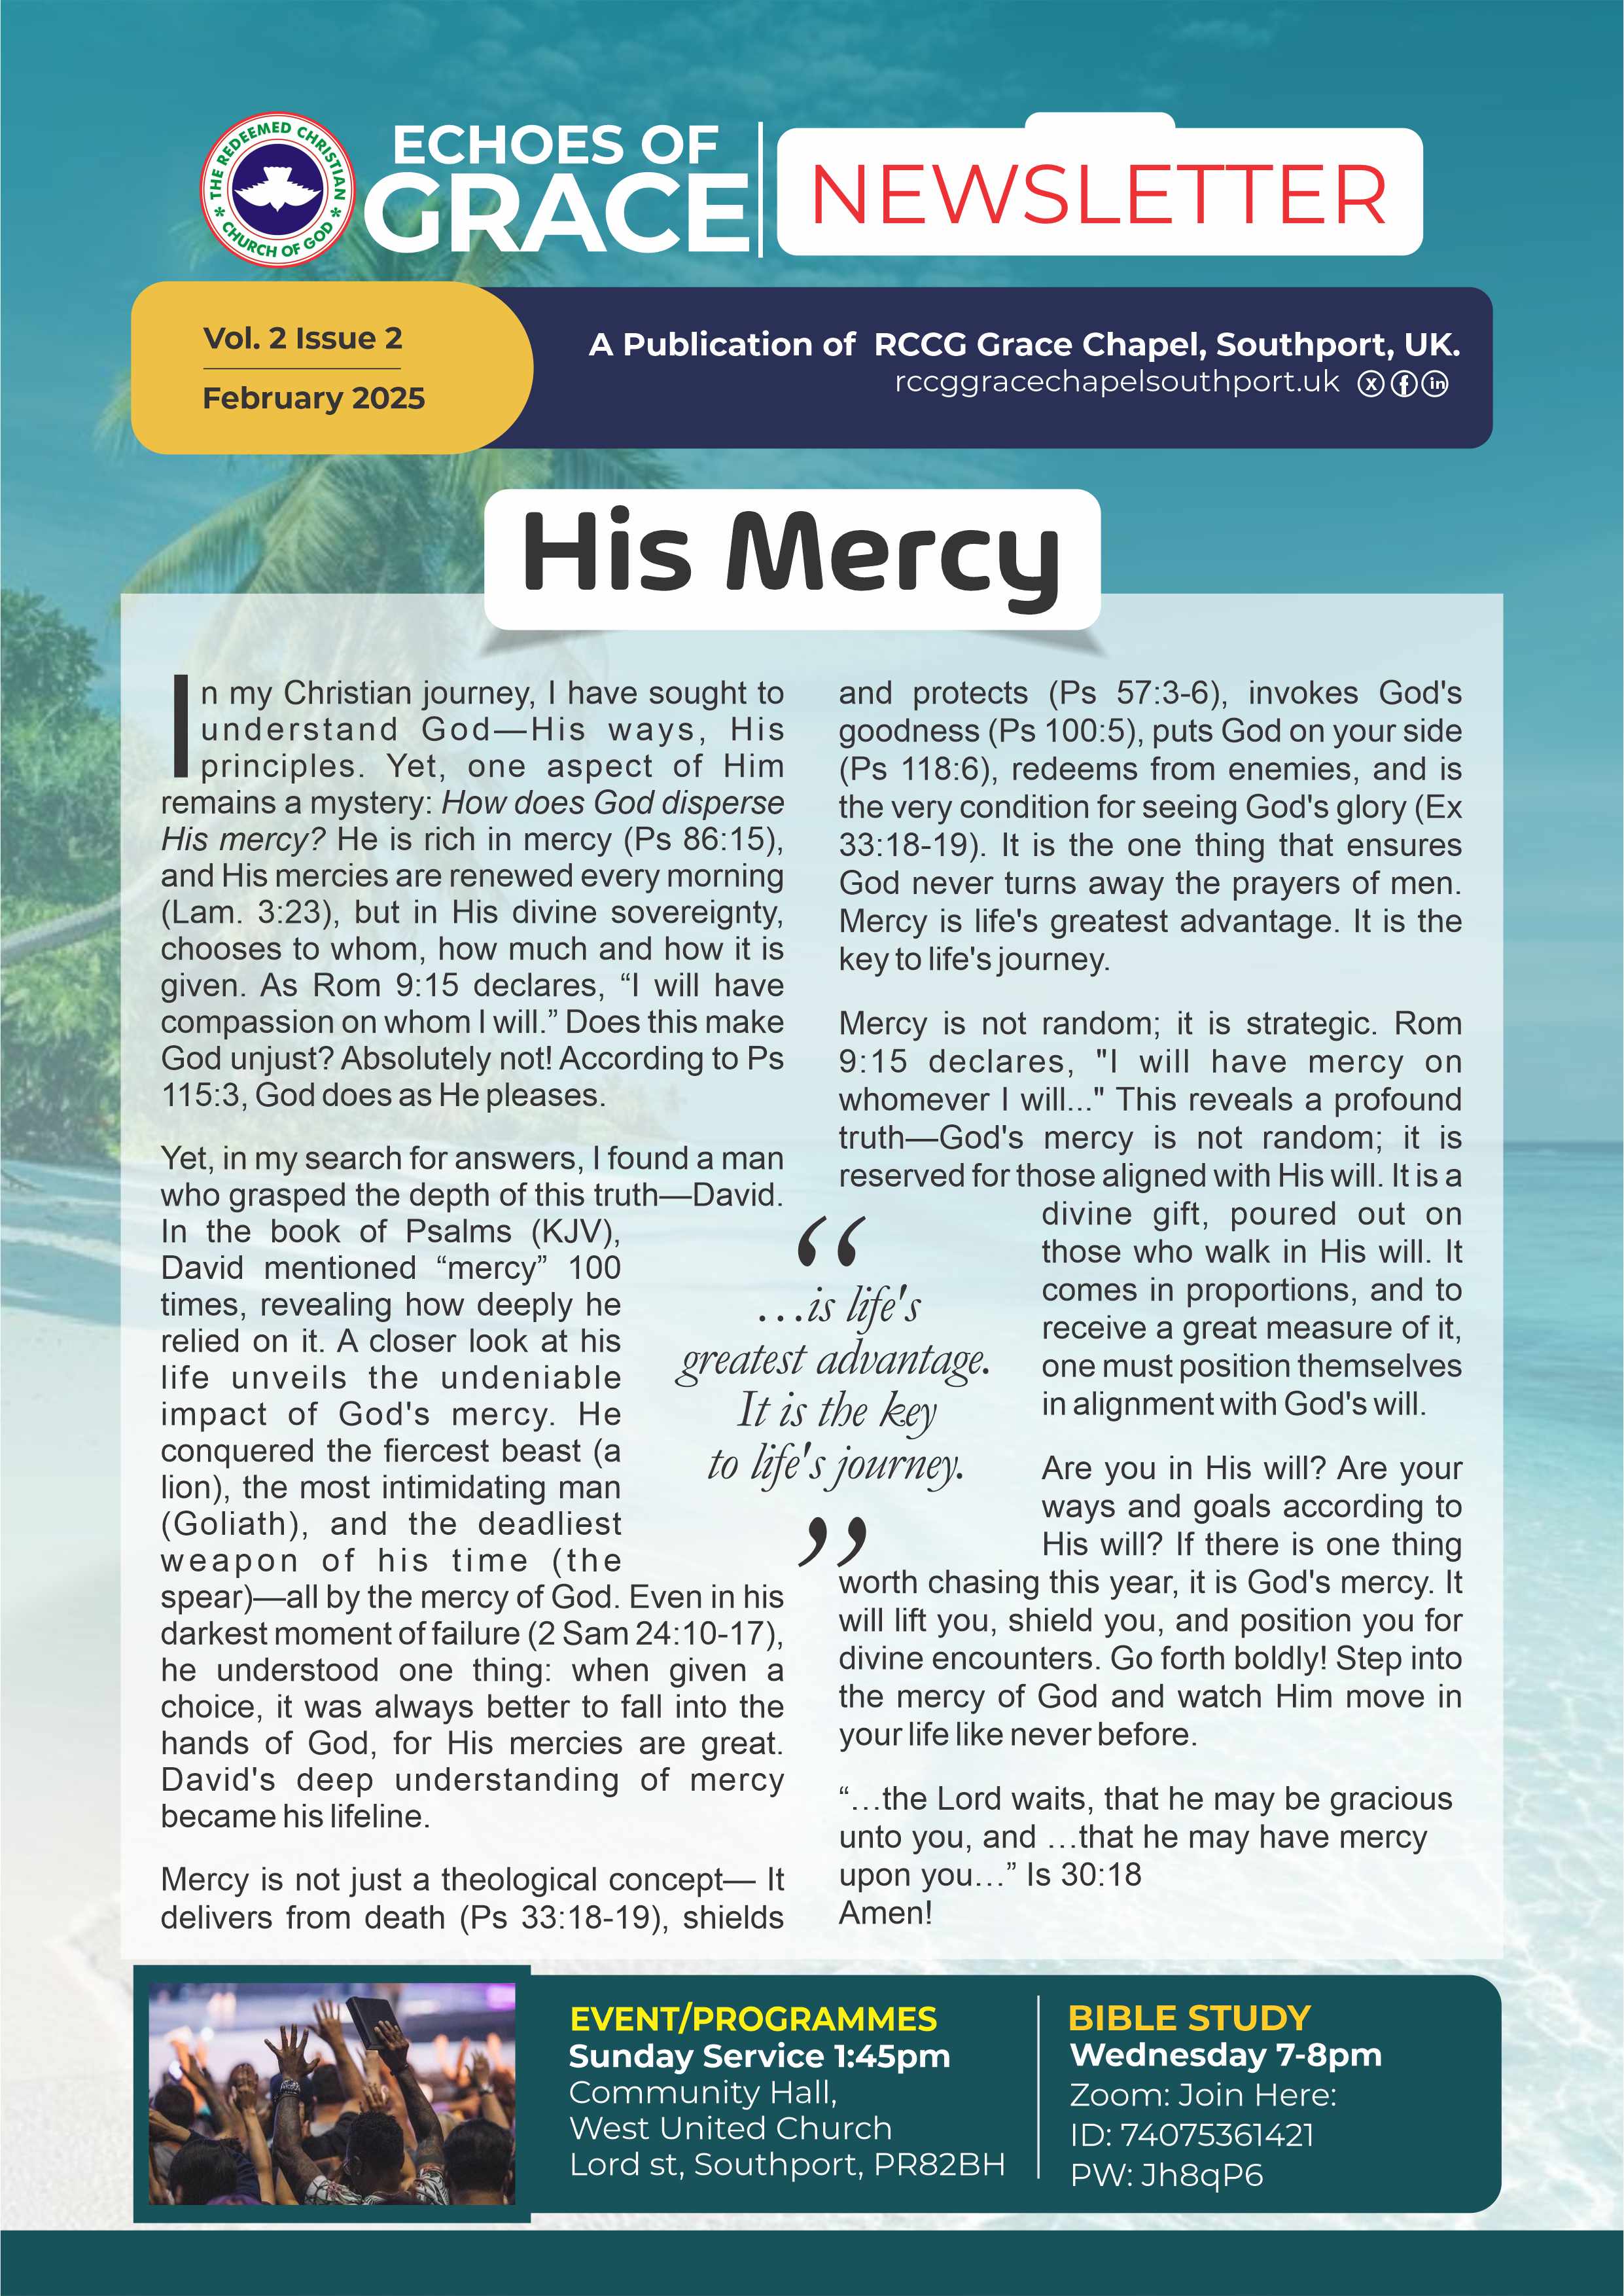 THE REDEEMED CHRISTIAN
CHURCH OF GOD
ECHOES OF
GRACE
NEWSLETTER
Vol. 2 Issue 2
February 2025
A Publication of RCCG Grace Chapel, Southport, UK.
rccggracechapelsouthport.uk
His Mercy
In my Christian journey, I have sought to
understand God—His ways, His
principles. Yet, one aspect of Him
remains a mystery: How does God disperse
His mercy? He is rich in mercy (Ps 86:15),
and His mercies are renewed every morning
(Lam. 3:23), but in His divine sovereignty,
chooses to whom, how much and how it is
given. As Rom 9:15 declares, “I will have
compassion on whom I will.” Does this make
God unjust? Absolutely not! According to Ps
115:3, God does as He pleases.
Yet, in my search for answers, I found a man
who grasped the depth of this truth—David.
In the book of Psalms (KJV),
David mentioned “mercy” 100
times, revealing how deeply he
relied on it. A closer look at his
life unveils the undeniable
impact of God's mercy. He
conquered the fiercest beast (a
lion), the most intimidating man
(Goliath), and the deadliest
weapon of his time (the
spear)—all by the mercy of God. Even in his
darkest moment of failure (2 Sam 24:10-17),
he understood one thing: when given a
choice, it was always better to fall into the
hands of God, for His mercies are great.
David's deep understanding of mercy
became his lifeline.
Mercy is not just a theological concept— It
delivers from death (Ps 33:18-19), shields
and protects (Ps 57:3-6), invokes God's
goodness (Ps 100:5), puts God on your side
(Ps 118:6), redeems from enemies, and is
the very condition for seeing God's glory (Ex
33:18-19). It is the one thing that ensures
God never turns away the prayers of men.
Mercy is life's greatest advantage. It is the
key to life's journey.
Mercy is not random; it is strategic. Rom
9:15 declares, "I will have mercy on
whomever I will..." This reveals a profound
truth—God's mercy is not random; it is
reserved for those aligned with His will. It is a
divine gift, poured out on
those who walk in His will. It
comes in proportions, and to
receive a great measure of it,
one must position themselves
in alignment with God's will.
Are you in His will? Are your
ways and goals according to
His will? If there is one thing
worth chasing this year, it is God's mercy. It
will lift you, shield you, and position you for
divine encounters. Go forth boldly! Step into
the mercy of God and watch Him move in
your life like never before.
“…the Lord waits, that he may be gracious
unto you, and …that he may have mercy
upon you…” Is 30:18
Amen!
“
…is life's
greatest advantage.
It is the key
to life's journey.
”
EVENT/PROGRAMMES
Sunday Service 1:45pm
Community Hall,
West United Church
Lord st, Southport, PR82BH
BIBLE STUDY
Wednesday 7-8pm
Zoom: Join Here:
ID: 74075361421
PW: Jh8qP6